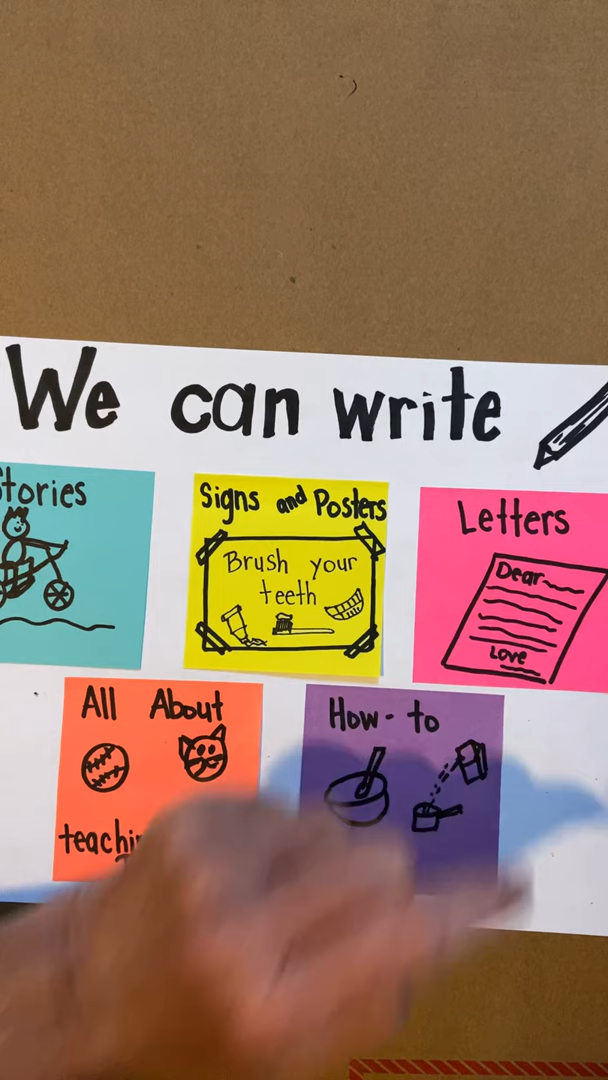 We can write
tories
Signs and Posters
Letters
Brush your
teeth
Dear
Love
All About
How-to
teachi